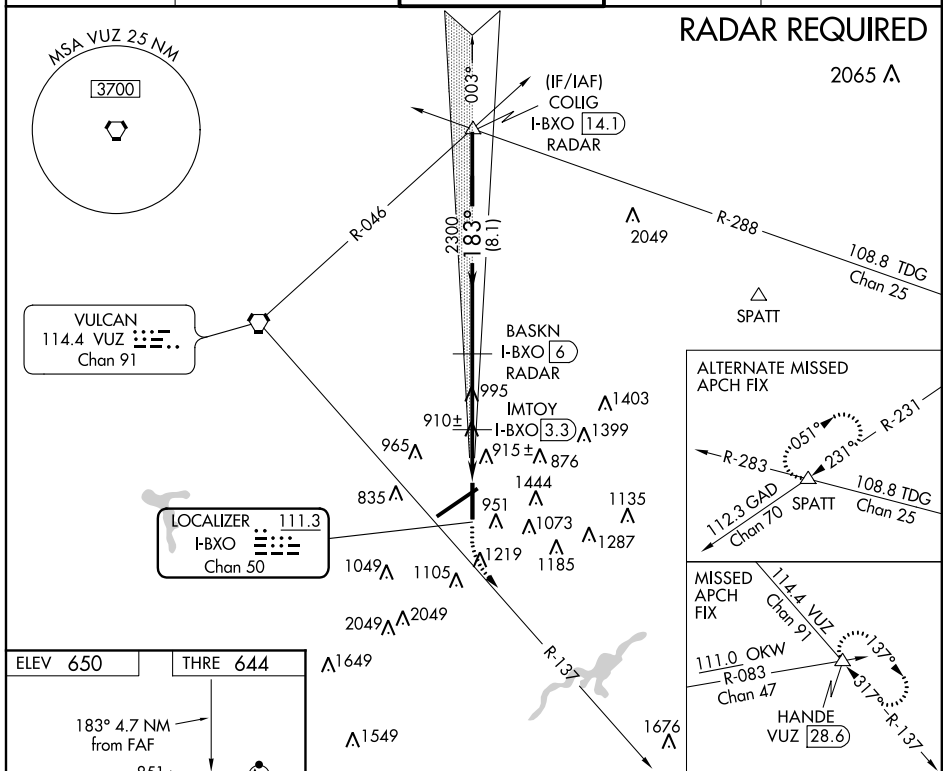 RADAR REQUIRED
MSA VUZ 25 NM
3700
2065
003°
(IF/IAF)
COLIG
I-BXO 14.1
RADAR
R-046
2300
183°
(8.1)
2049
R-288
108.8 TDG
Chan 25
SPATT
VULCAN
114.4 VUZ
Chan 91
BASKN
I-BXO 6
RADAR
995
910±
IMTOY
I-BXO 3.3
1403
1399
965
915±
876
835
1444
951
1135
1073
1287
1185
1219
LOCALIZER 111.3
I-BXO
Chan 50
1049
1105
2049
2049
R-137
1649
1549
1676
ALTERNATE MISSED
APCH FIX
051°
231°
R-231
R-283
SPATT
108.8 TDG
Chan 25
112.3 GAD
Chan 70
MISSED
APCH
FIX
114.4 VUZ
Chan 91
111.0 OKW
R-083
Chan 47
137°
317°
R-137
HANDE
VUZ 28.6
ELEV 650
THRE 644
183° 4.7 NM
from FAF